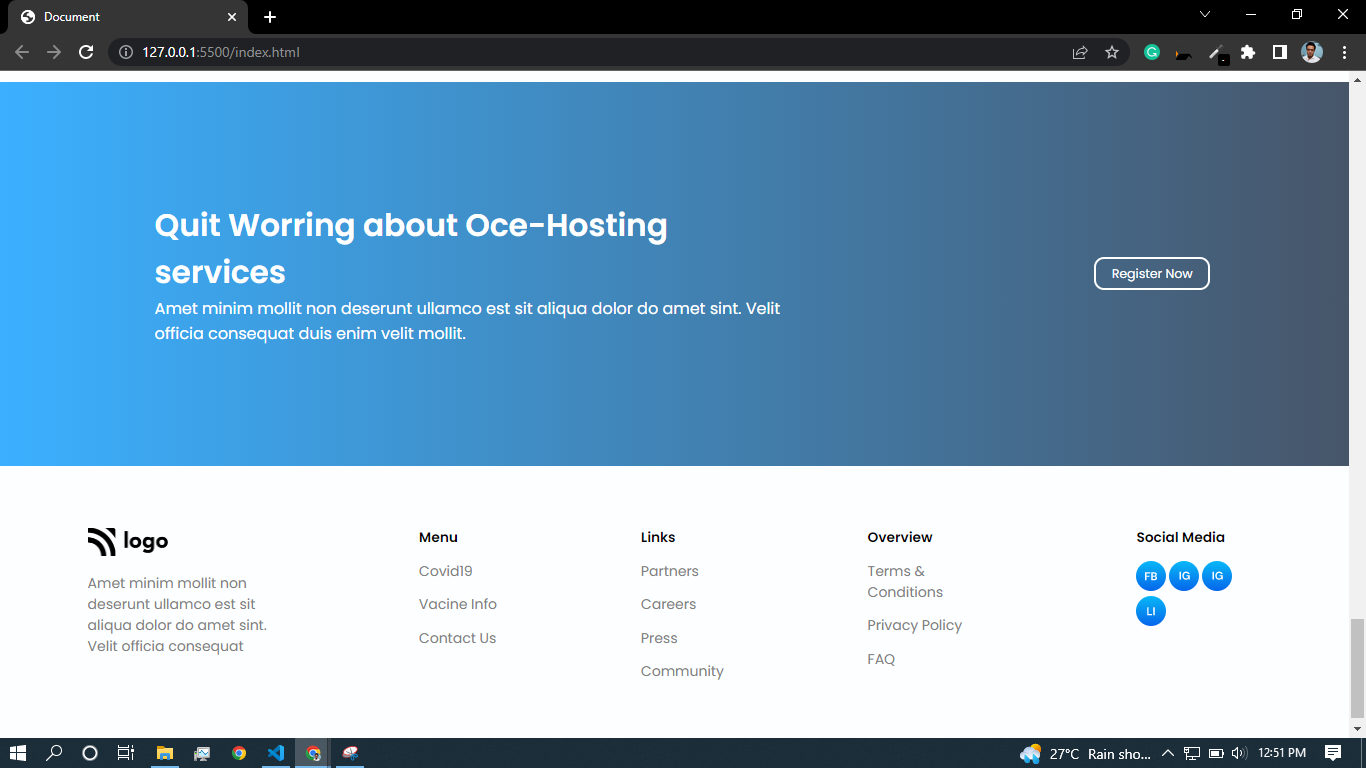 Document
127.0.0.1:5500/index.html
Quit Worring about Oce-Hosting
services
Amet minim mollit non deserunt ullamco est sit aliqua dolor do amet sint. Velit
officia consequat duis enim velit mollit.
Register Now
logo
Amet minim mollit non
deserunt ullamco est sit
aliqua dolor do amet sint.
Velit officia consequat
Menu
Covid19
Vacine Info
Contact Us
Links
Partners
Careers
Press
Community
Overview
Terms &
Conditions
Privacy Policy
FAQ
Social Media
FB IG IG
LI
27°C Rain sho... 12:51 PM